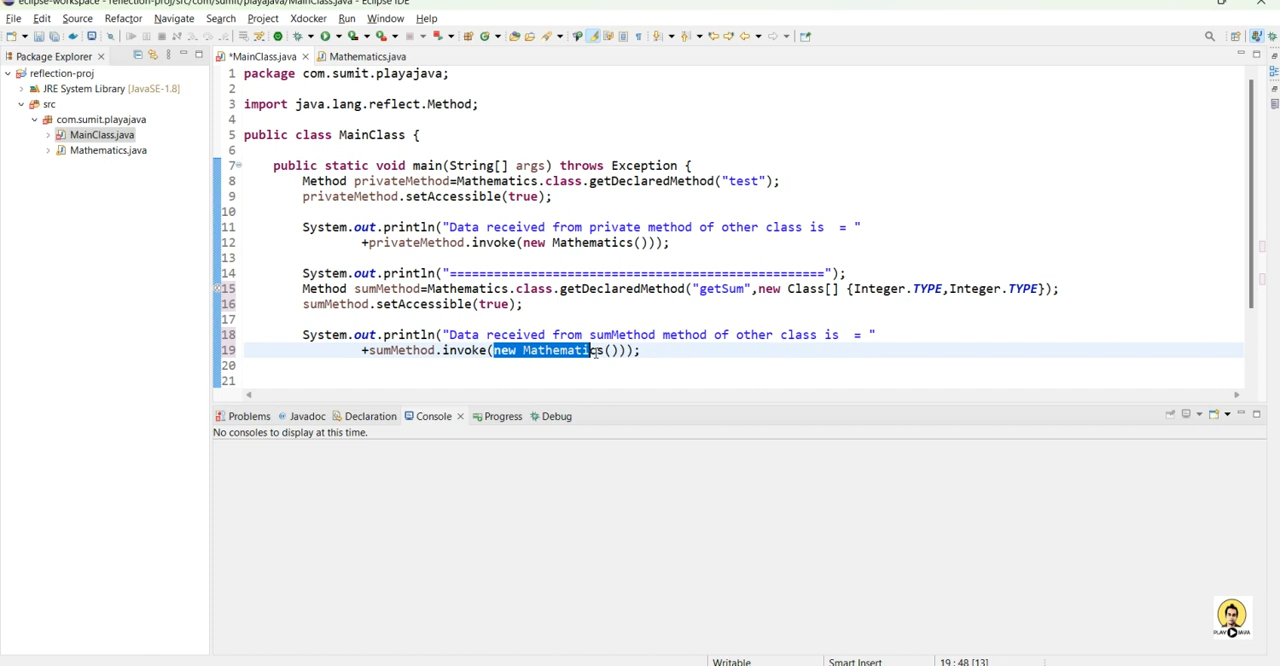 eclipse-workspace - reflection-proj/src/com/sumit/playajava/MainClass.java - Eclipse IDE
File Edit Source Refactor Navigate Search Project Xdocker Run Window Help
Package Explorer
*MainClass.java Mathematics.java
reflection-proj
JRE System Library [JavaSE-1.8]
src
com.sumit.playajava
MainClass.java
Mathematics.java
1 package com.sumit.playajava;
2
3 import java.lang.reflect.Method;
4
5 public class MainClass {
6
7 public static void main(String[] args) throws Exception {
8 Method privateMethod=Mathematics.class.getDeclaredMethod("test");
9 privateMethod.setAccessible(true);
10
11 System.out.println("Data received from private method of other class is  = "
12 +privateMethod.invoke(new Mathematics()));
13
14 System.out.println("===================================================");
15 Method sumMethod=Mathematics.class.getDeclaredMethod("getSum",new Class[] {Integer.TYPE,Integer.TYPE});
16 sumMethod.setAccessible(true);
17
18 System.out.println("Data received from sumMethod method of other class is  = "
19 +sumMethod.invoke(new Mathematics()));
20
21
Problems Javadoc Declaration Console Progress Debug
No consoles to display at this time.
PLAY JAVA
Writable Smart Insert 19 : 48 [13]